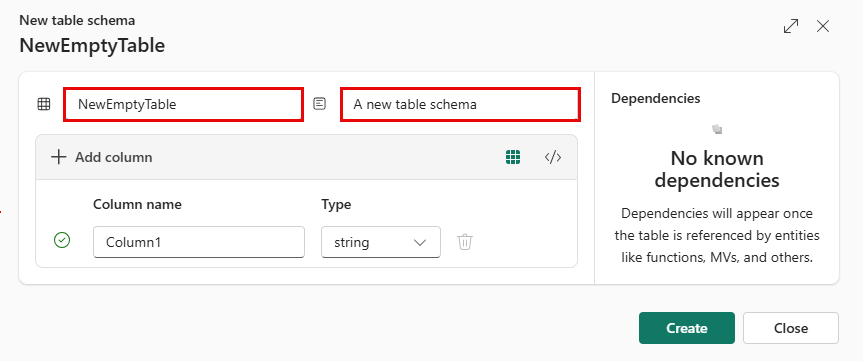 New table schema
NewEmptyTable
NewEmptyTable
A new table schema
Add column
Column name
Type
Column1
string
Dependencies
No known
dependencies
Dependencies will appear once
the table is referenced by entities
like functions, MVs, and others.
Create
Close